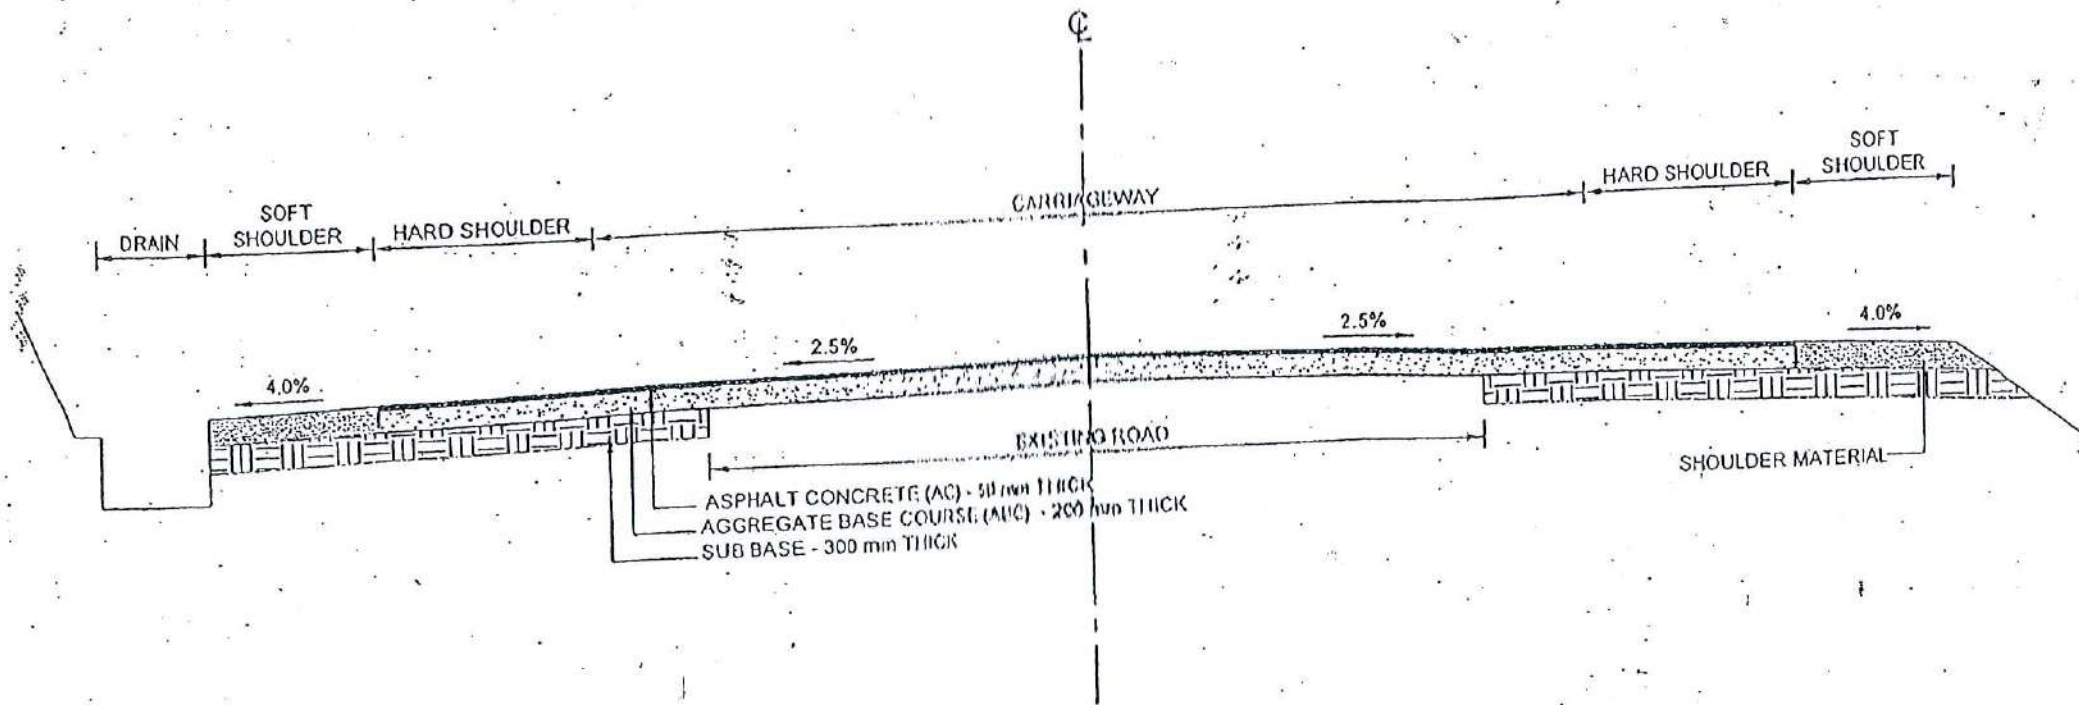 ℄
CARRIAGEWAY
HARD SHOULDER
SOFT
SHOULDER
DRAIN
SOFT
SHOULDER
HARD SHOULDER
4.0%
2.5%
2.5%
4.0%
EXISTING ROAD
SHOULDER MATERIAL
ASPHALT CONCRETE (AC) - 50 mm THICK
AGGREGATE BASE COURSE (ABC) - 200 mm THICK
SUB BASE - 300 mm THICK